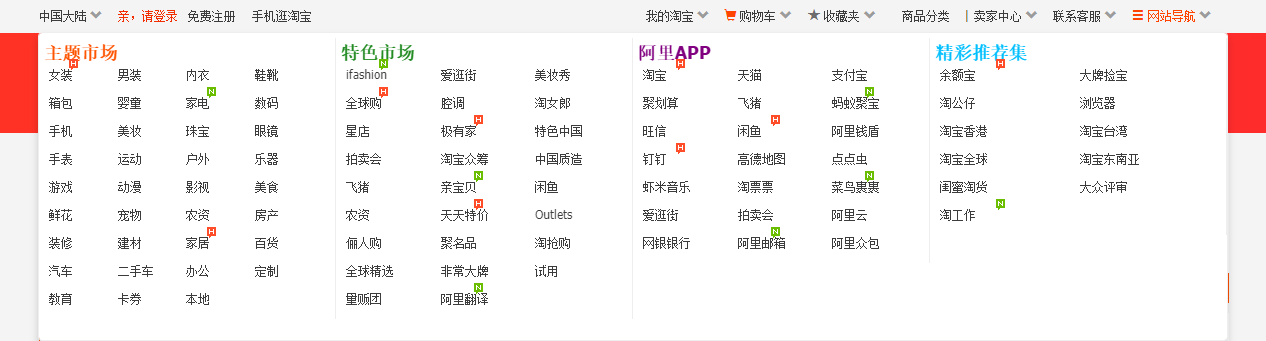 中国大陆 亲，请登录 免费注册 手机逛淘宝 我的淘宝 购物车 收藏夹 商品分类 卖家中心 联系客服 网站导航
主题市场
女装 H 男装 内衣 鞋靴
箱包 婴童 家电 N 数码
手机 美妆 珠宝 眼镜
手表 运动 户外 乐器
游戏 动漫 影视 美食
鲜花 宠物 农资 房产
装修 建材 家居 H 百货
汽车 二手车 办公 定制
教育 卡券 本地
特色市场
ifashion N 爱逛街 美妆秀
全球购 H 腔调 淘女郎
星店 极有家 H 特色中国
拍卖会 淘宝众筹 中国质造
飞猪 亲宝贝 N 闲鱼
农资 天天特价 H Outlets
俪人购 聚名品 淘抢购
全球精选 非常大牌 试用
量贩团 阿里翻译 N
阿里APP
淘宝 H 天猫 支付宝
聚划算 飞猪 蚂蚁聚宝 N
旺信 闲鱼 H 阿里钱盾
钉钉 H 高德地图 点点虫
虾米音乐 淘票票 菜鸟裹裹 N
爱逛街 拍卖会 阿里云
网银银行 阿里邮箱 N 阿里众包
精彩推荐集
余额宝 H 大牌捡宝
淘公仔 浏览器
淘宝香港 淘宝台湾
淘宝全球 淘宝东南亚
闺蜜淘货 大众评审
淘工作 N